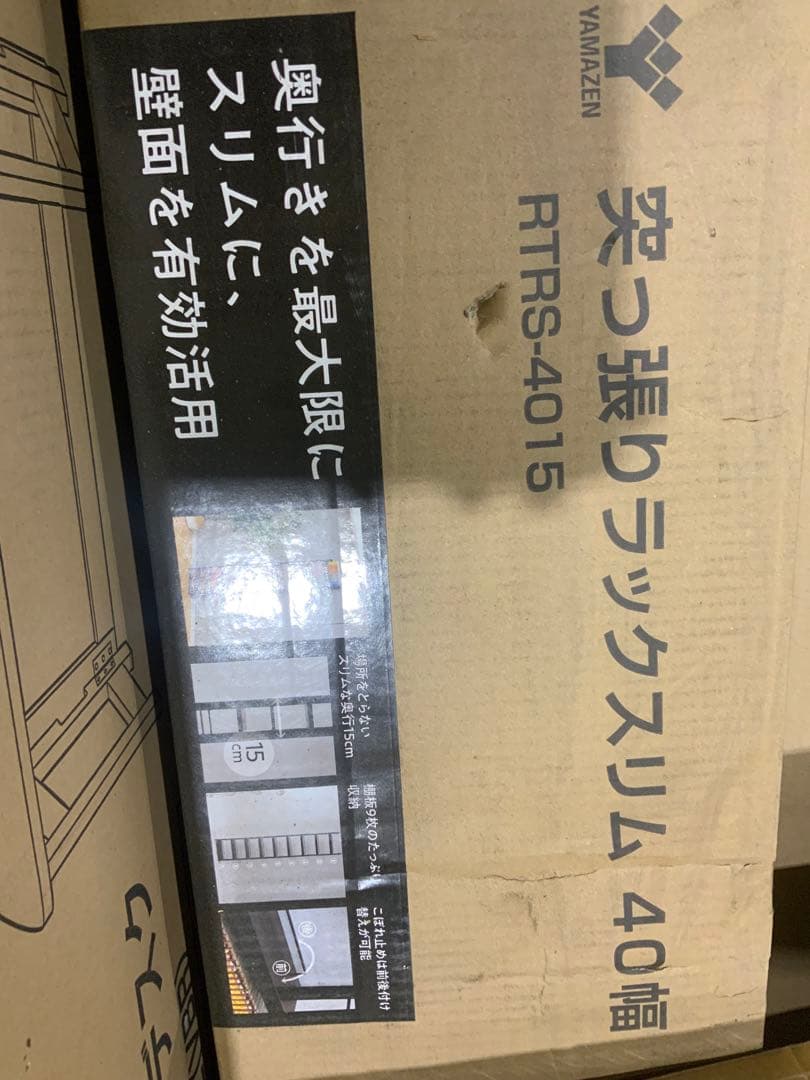 YAMAZEN
突っ張りラックスリム 40幅
RTRS-4015
奥行きを最大限に
スリムに、
壁面を有効活用
場所をとらない
スリムな奥行15cm
15
cm
棚板9枚のたっぷり
収納
こぼれ止めは前後付け
替えが可能
後
前